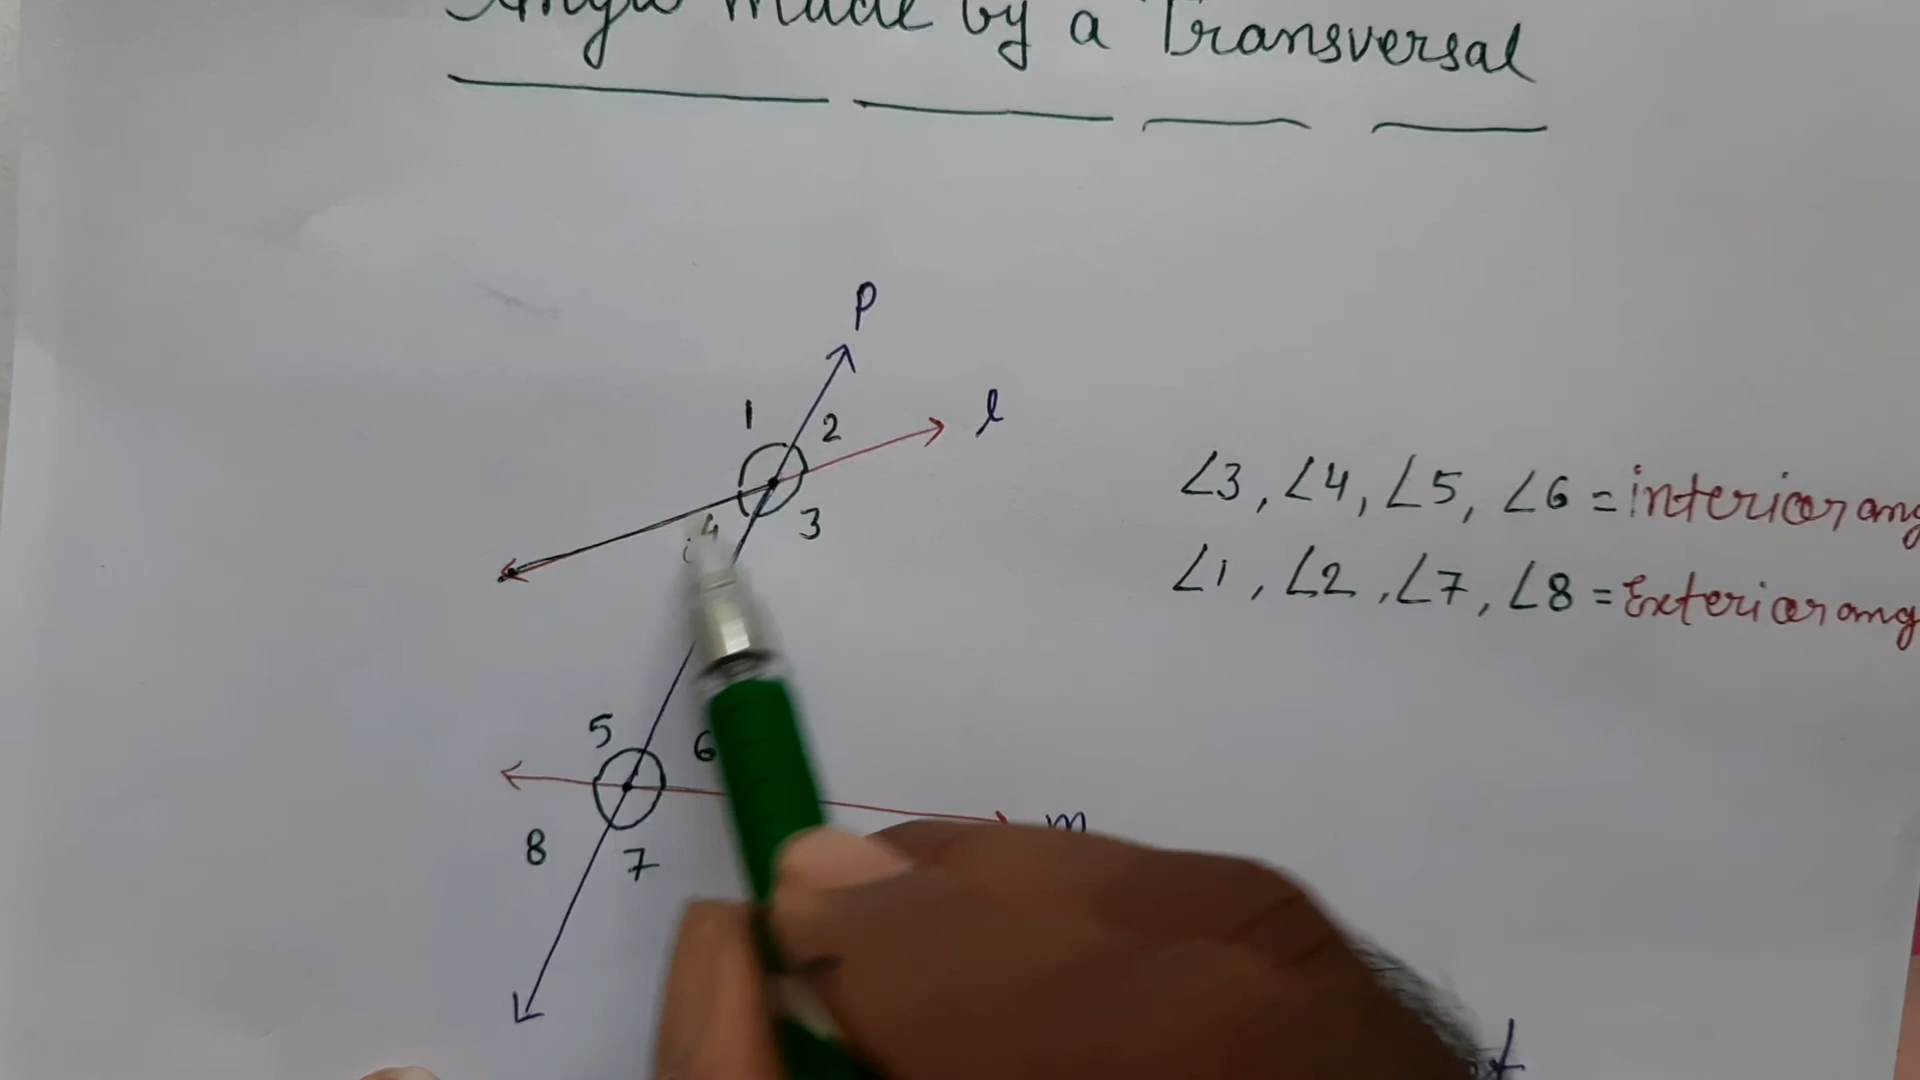 made by a Transversal
P
l
1
2
4
3
∠3, ∠4, ∠5, ∠6 = interior ang
∠1, ∠2, ∠7, ∠8 = Exterior ang
5
6
m
8
7